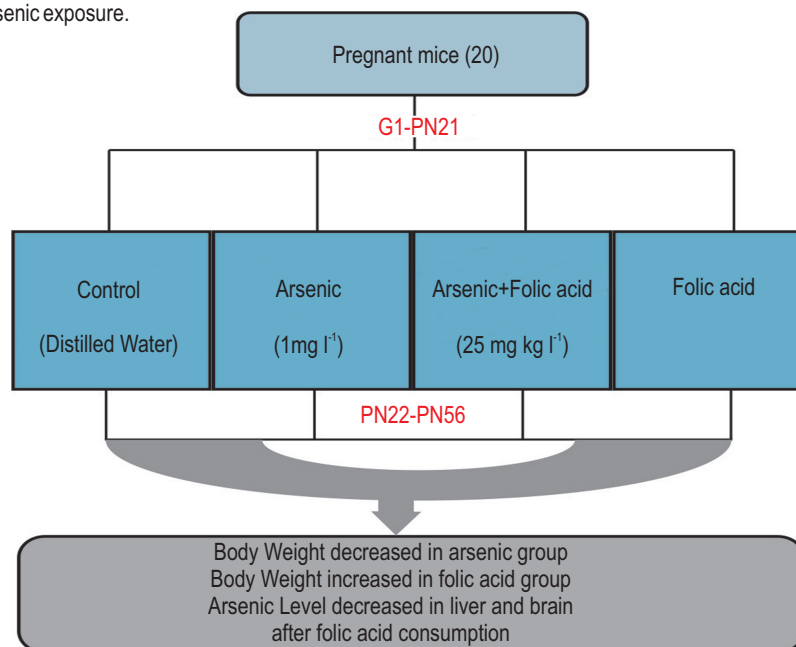 senic exposure.
Pregnant mice (20)
G1-PN21
Control
(Distilled Water)
Arsenic
(1mg l⁻¹)
Arsenic+Folic acid
(25 mg kg l⁻¹)
Folic acid
PN22-PN56
Body Weight decreased in arsenic group
Body Weight increased in folic acid group
Arsenic Level decreased in liver and brain
after folic acid consumption